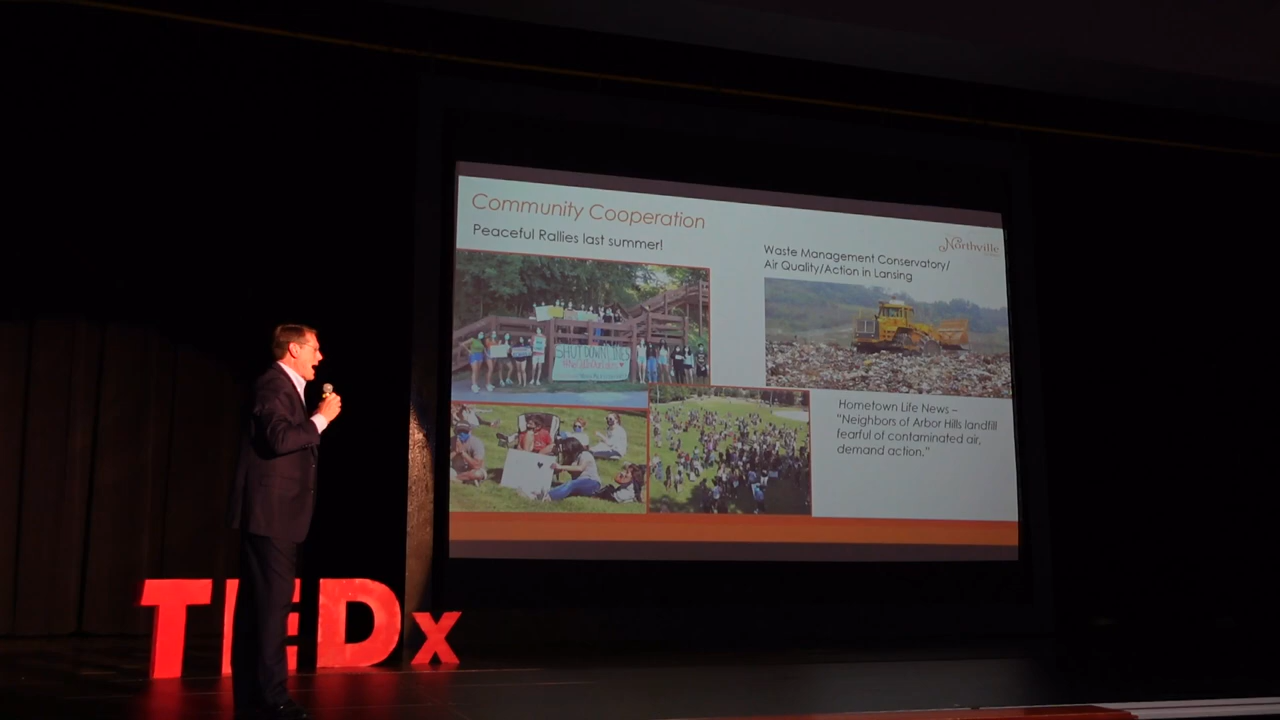 Community Cooperation
Peaceful Rallies last summer!
Northville
Waste Management Conservatory/
Air Quality/Action in Lansing
SHUT DOWN LINES
Hometown Life News –
"Neighbors of Arbor Hills landfill
fearful of contaminated air,
demand action."
TEDx